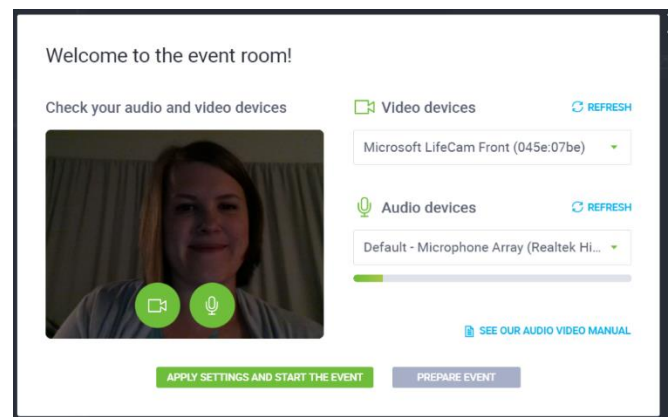 Welcome to the event room!
Check your audio and video devices
Video devices
REFRESH
Microsoft LifeCam Front (045e:07be)
Audio devices
REFRESH
Default - Microphone Array (Realtek Hi...
SEE OUR AUDIO VIDEO MANUAL
APPLY SETTINGS AND START THE EVENT
PREPARE EVENT